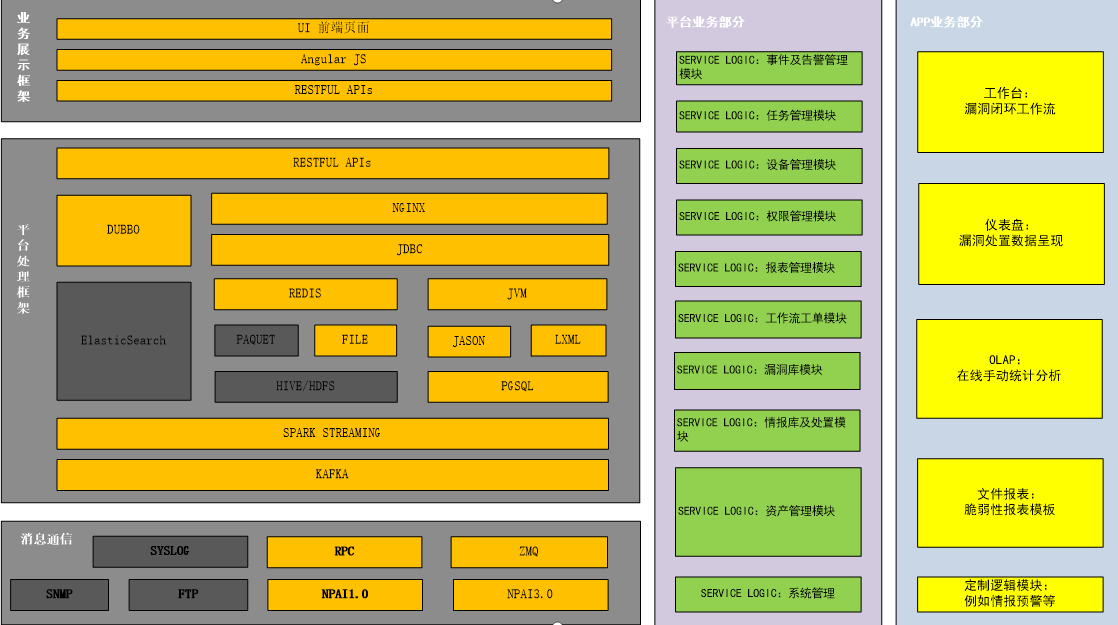 业务展示框架
UI 前端页面
Angular JS
RESTFUL APIs
平台处理框架
RESTFUL APIs
DUBBO
NGINX
JDBC
REDIS
JVM
ElasticSearch
PAQUET
FILE
JASON
LXML
HIVE/HDFS
PGSQL
SPARK STREAMING
KAFKA
消息通信
SYSLOG
RPC
ZMQ
SNMP
FTP
NPAI1.0
NPAI3.0
平台业务部分
SERVICE LOGIC: 事件及告警管理
模块
SERVICE LOGIC: 任务管理模块
SERVICE LOGIC: 设备管理模块
SERVICE LOGIC: 权限管理模块
SERVICE LOGIC: 报表管理模块
SERVICE LOGIC: 工作流工单模块
SERVICE LOGIC: 漏洞库模块
SERVICE LOGIC: 情报库及处置模
块
SERVICE LOGIC: 资产管理模块
SERVICE LOGIC: 系统管理
APP业务部分
工作台:
漏洞闭环工作流
仪表盘:
漏洞处置数据呈现
OLAP:
在线手动统计分析
文件报表:
脆弱性报表模板
定制逻辑模块:
例如情报预警等